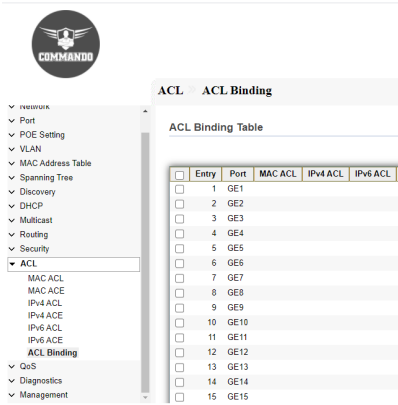 COMMANDO
ACL ACL Binding
Network
Port
POE Setting
VLAN
MAC Address Table
Spanning Tree
Discovery
DHCP
Multicast
Routing
Security
ACL
MAC ACL
MAC ACE
IPv4 ACL
IPv4 ACE
IPv6 ACL
IPv6 ACE
ACL Binding
QoS
Diagnostics
Management
ACL Binding Table
Entry Port MAC ACL IPv4 ACL IPv6 ACL
1 GE1
2 GE2
3 GE3
4 GE4
5 GE5
6 GE6
7 GE7
8 GE8
9 GE9
10 GE10
11 GE11
12 GE12
13 GE13
14 GE14
15 GE15